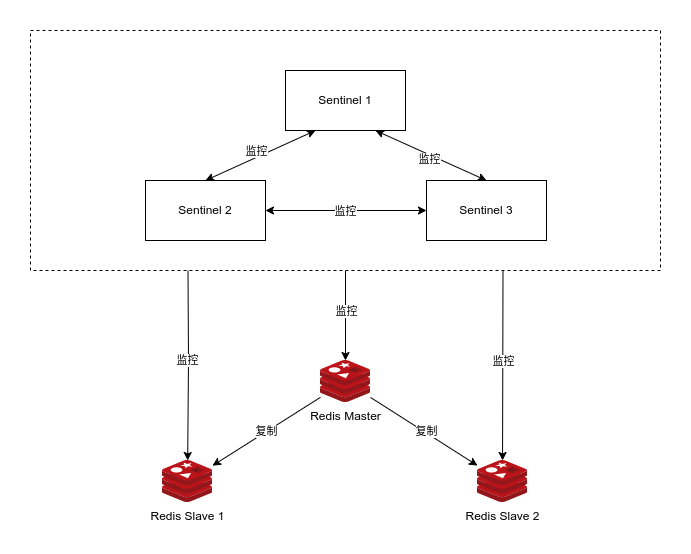 Sentinel 1
监控
监控
Sentinel 2
监控
Sentinel 3
监控
监控
监控
Redis Master
复制
复制
Redis Slave 1
Redis Slave 2